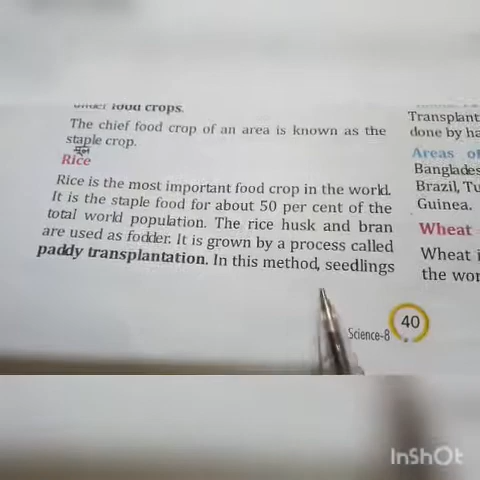 under food crops.
The chief food crop of an area is known as the
staple crop.
मूल
Rice
Rice is the most important food crop in the world.
It is the staple food for about 50 per cent of the
total world population. The rice husk and bran
are used as fodder. It is grown by a process called
paddy transplantation. In this method, seedlings
Science-8 40
Transplant
done by ha
Areas of
Banglades
Brazil, Tu
Guinea.
Wheat
Wheat i
the wor
InShOt